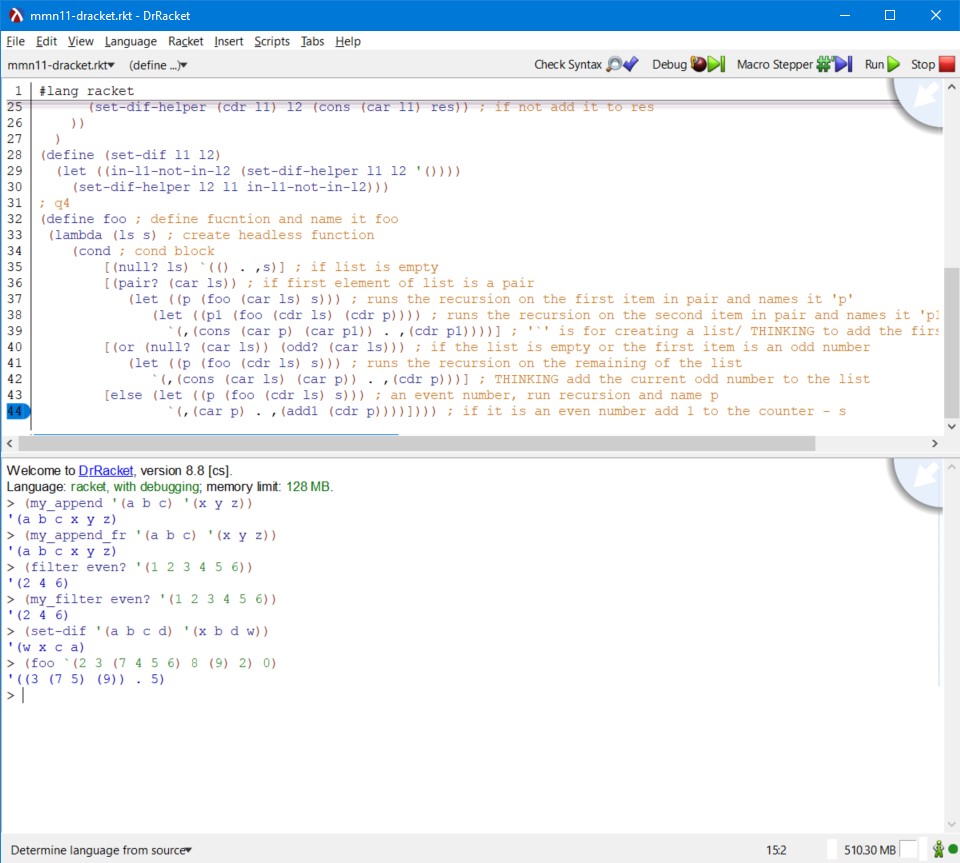 mmn11-dracket.rkt - DrRacket
File Edit View Language Racket Insert Scripts Tabs Help
mmn11-dracket.rkt▾ (define ...)▾ Check Syntax Debug Macro Stepper Run Stop
1 #lang racket
25 (set-dif-helper (cdr l1) l2 (cons (car l1) res)) ; if not add it to res
26 ))
27 )
28 (define (set-dif l1 l2)
29 (let ((in-l1-not-in-l2 (set-dif-helper l1 l2 '())))
30 (set-dif-helper l2 l1 in-l1-not-in-l2)))
31 ; q4
32 (define foo ; define fucntion and name it foo
33 (lambda (ls s) ; create headless function
34 (cond ; cond block
35 [(null? ls) `(() . ,s)] ; if list is empty
36 [(pair? (car ls)) ; if first element of list is a pair
37 (let ((p (foo (car ls) s))) ; runs the recursion on the first item in pair and names it 'p'
38 (let ((p1 (foo (cdr ls) (cdr p)))) ; runs the recursion on the second item in pair and names it 'p1
39 `(,(cons (car p) (car p1)) . ,(cdr p1))))] ; '`' is for creating a list/ THINKING to add the firs
40 [(or (null? (car ls)) (odd? (car ls))) ; if the list is empty or the first item is an odd number
41 (let ((p (foo (cdr ls) s))) ; runs the recursion on the remaining of the list
42 `(,(cons (car ls) (car p)) . ,(cdr p)))] ; THINKING add the current odd number to the list
43 [else (let ((p (foo (cdr ls) s))) ; an event number, run recursion and name p
44 `(,(car p) . ,(add1 (cdr p))))]))) ; if it is an even number add 1 to the counter - s
Welcome to DrRacket, version 8.8 [cs].
Language: racket, with debugging; memory limit: 128 MB.
> (my_append '(a b c) '(x y z))
'(a b c x y z)
> (my_append_fr '(a b c) '(x y z))
'(a b c x y z)
> (filter even? '(1 2 3 4 5 6))
'(2 4 6)
> (my_filter even? '(1 2 3 4 5 6))
'(2 4 6)
> (set-dif '(a b c d) '(x b d w))
'(w x c a)
> (foo `(2 3 (7 4 5 6) 8 (9) 2) 0)
'((3 (7 5) (9)) . 5)
>
Determine language from source▾ 15:2 510.30 MB